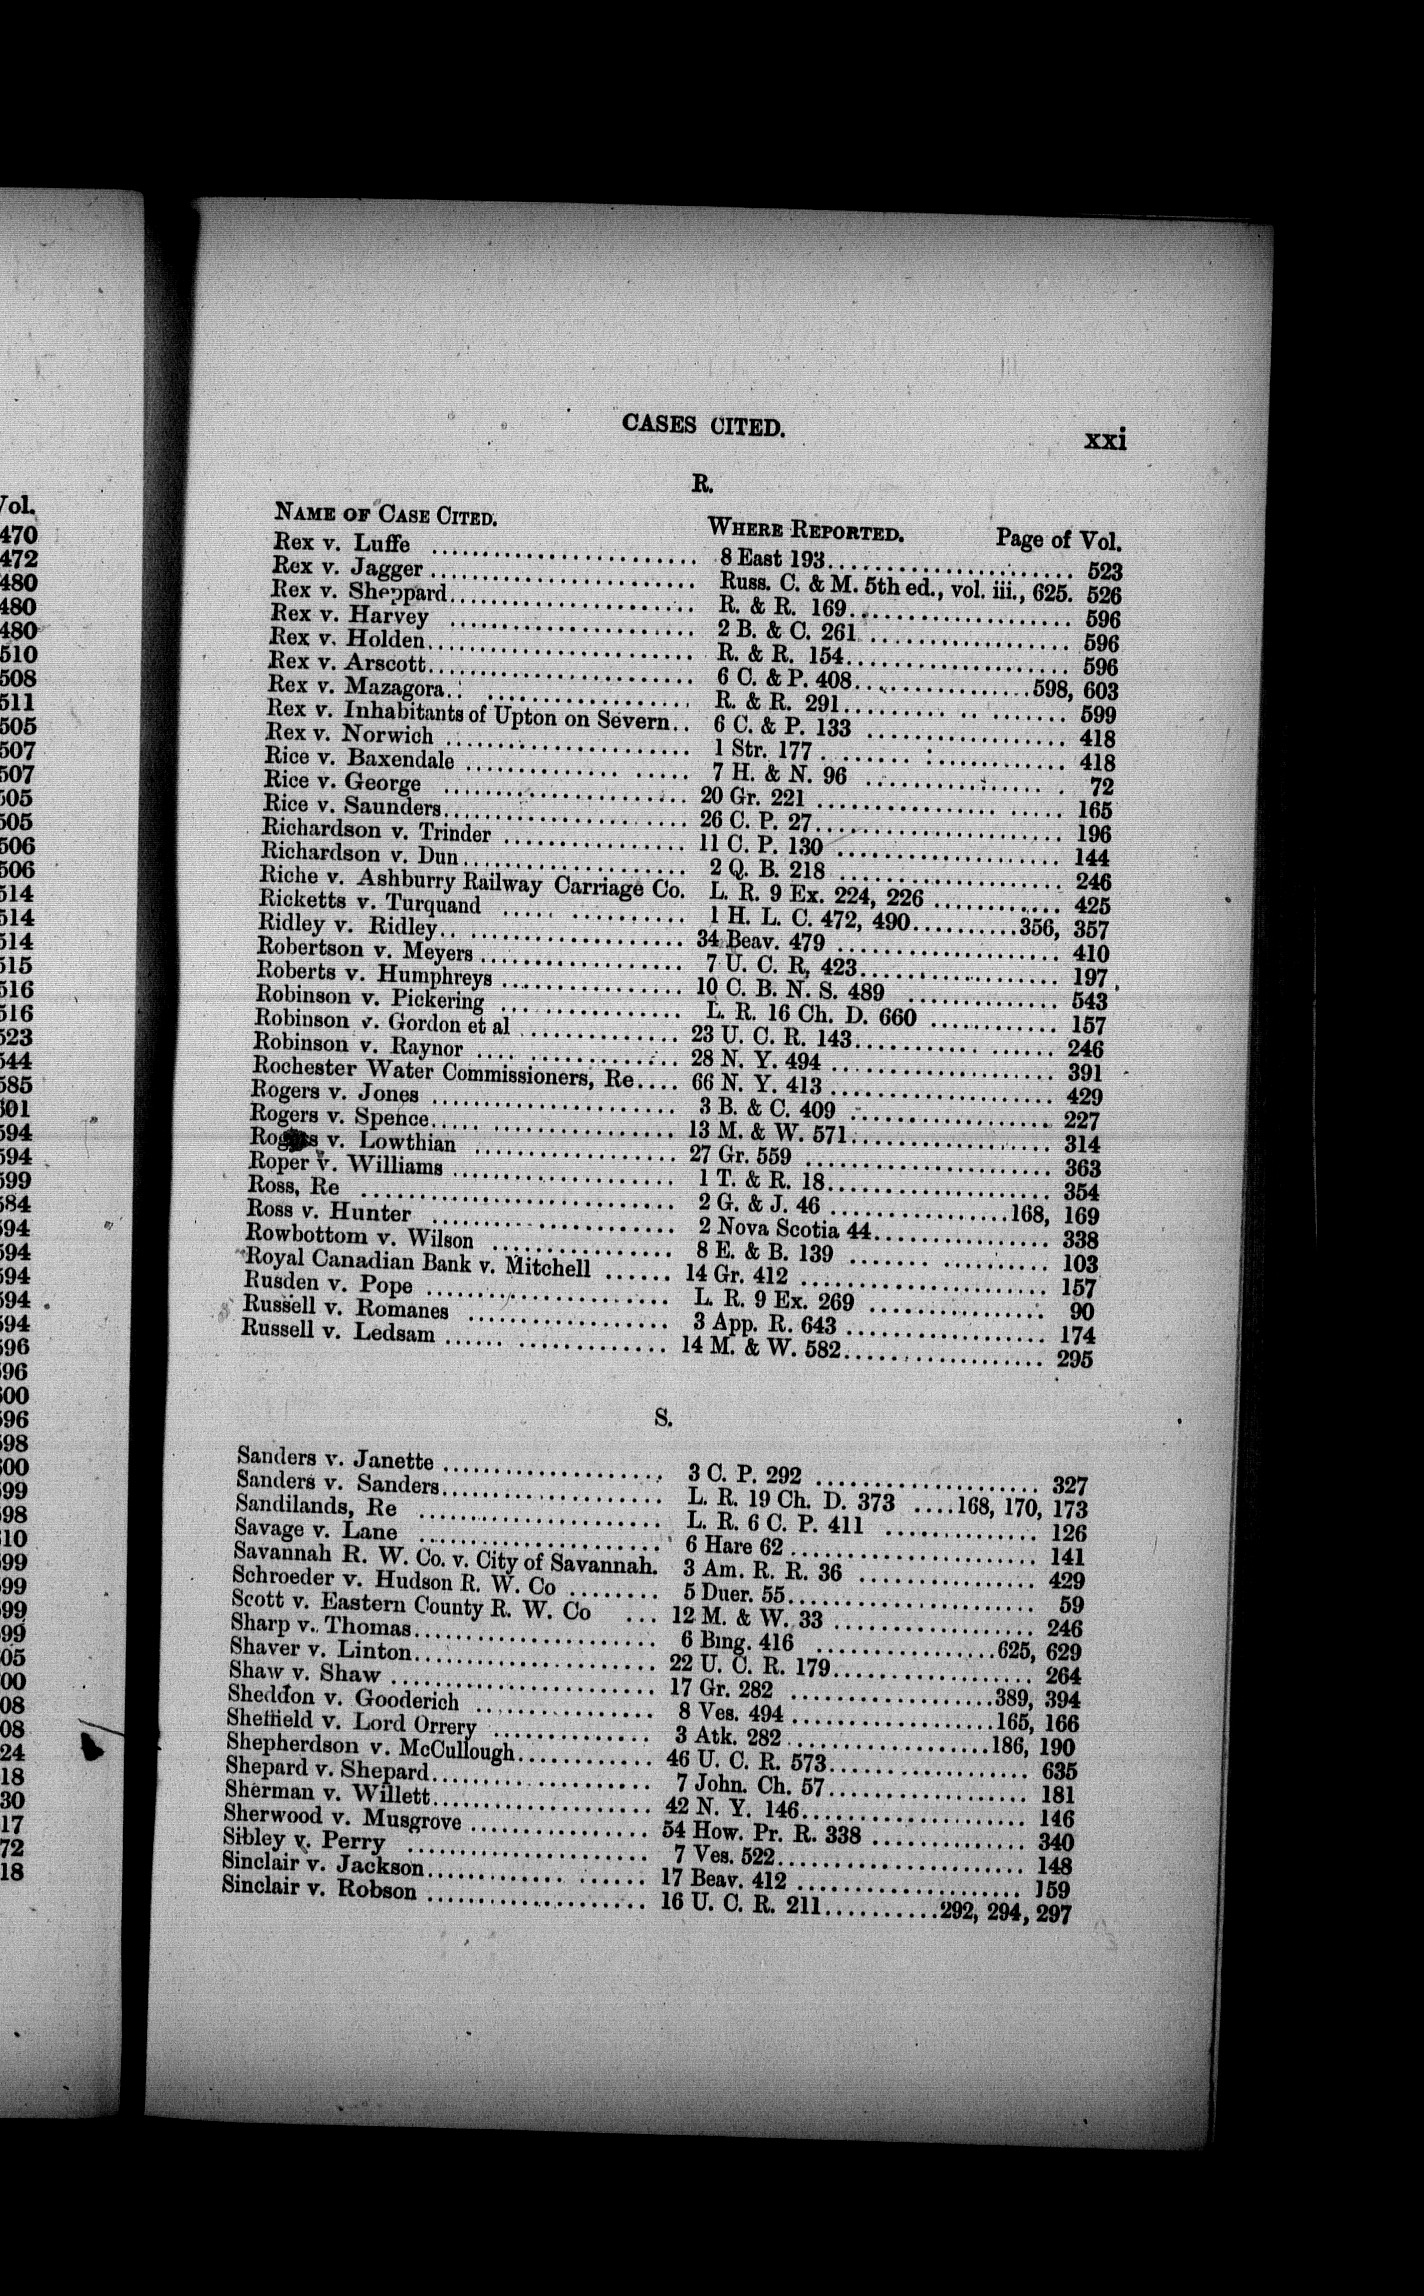 CASES CITED. xxi
R.
NAME OF CASE CITED. WHERE REPORTED. Page of Vol.
Rex v. Luffe ........................ 8 East 193........................ 523
Rex v. Jagger ........................ Russ. C. & M. 5th ed., vol. iii., 625. 526
Rex v. Sheppard........................ R. & R. 169........................ 596
Rex v. Harvey ........................ 2 B. & C. 261 ........................ 596
Rex v. Holden........................ R. & R. 154........................ 596
Rex v. Arscott........................ 6 C. & P. 408.................598, 603
Rex v. Mazagora.. .................... R. & R. 291.......... .. ........ 599
Rex v. Inhabitants of Upton on Severn.. 6 C. & P. 133 .................. 418
Rex v. Norwich ........................ 1 Str. 177 ........................ 418
Rice v. Baxendale ............... ..... 7 H. & N. 96 .................. . 72
Rice v. George ........................ 20 Gr. 221 .................. ..... 165
Rice v. Saunders........................ 26 C. P. 27........................ 196
Richardson v. Trinder .................. 11 C. P. 130 ...................... 144
Richardson v. Dun........................ 2 Q. B. 218 ...................... 246
Riche v. Ashburry Railway Carriage Co. L. R. 9 Ex. 224, 226 ............ 425
Ricketts v. Turquand ..... ........... 1 H. L. C. 472, 490..........356, 357
Ridley v. Ridley.. ..................... 34 Beav. 479 ...................... 410
Robertson v. Meyers .................... 7 U. C. R, 423.................... 197
Roberts v. Humphreys .................. 10 C. B. N. S. 489 ............... 543
Robinson v. Pickering .................. L. R. 16 Ch. D. 660 ............ 157
Robinson v. Gordon et al ............... 23 U. C. R. 143............ ...... 246
Robinson v. Raynor .... ............... 28 N. Y. 494 ...................... 391
Rochester Water Commissioners, Re.... 66 N. Y. 413 ...................... 429
Rogers v. Jones ........................ 3 B. & C. 409 .................... 227
Rogers v. Spence..... .................. 13 M. & W. 571.................... 314
Rogers v. Lowthian .................... 27 Gr. 559 ........................ 363
Roper v. Williams ...................... 1 T. & R. 18...................... 354
Ross, Re ........................ 2 G. & J. 46 .................168, 169
Ross v. Hunter ........................ 2 Nova Scotia 44.................. 338
Rowbottom v. Wilson .................. 8 E. & B. 139 ....... ........... 103
Royal Canadian Bank v. Mitchell ...... 14 Gr. 412 ........................ 157
Rusden v. Pope ........................ L. R. 9 Ex. 269 .................. 90
Russell v. Romanes .................... 3 App. R. 643 .................... 174
Russell v. Ledsam ...... .............. 14 M. & W. 582.................... 295
S.
Sanders v. Janette ...................... 3 C. P. 292 ...................... 327
Sanders v. Sanders...................... L. R. 19 Ch. D. 373 ....168, 170, 173
Sandilands, Re ........................ L. R. 6 C. P. 411 ............... 126
Savage v. Lane ........................ 6 Hare 62 ........................ 141
Savannah R. W. Co. v. City of Savannah. 3 Am. R. R. 36 .................. 429
Schroeder v. Hudson R. W. Co ......... 5 Duer. 55........................ 59
Scott v. Eastern County R. W. Co ... 12 M. & W. 33 .................... 246
Sharp v. Thomas........................ 6 Bing. 416 ..................625, 629
Shaver v. Linton........................ 22 U. C. R. 179.................... 264
Shaw v. Shaw .......................... 17 Gr. 282 ....................389, 394
Sheddon v. Gooderich .................. 8 Ves. 494 ....................165, 166
Sheffield v. Lord Orrery ............... 3 Atk. 282 ....................186, 190
Shepherdson v. McCullough............. 46 U. C. R. 573.................... 635
Shepard v. Shepard...................... 7 John. Ch. 57.................... 181
Sherman v. Willett...................... 42 N. Y. 146...................... 146
Sherwood v. Musgrove .................. 54 How. Pr. R. 338 ............... 340
Sibley v. Perry ........................ 7 Ves. 522........................ 148
Sinclair v. Jackson............. ....... 17 Beav. 412 ...................... 159
Sinclair v. Robson ...................... 16 U. C. R. 211...........292, 294, 297